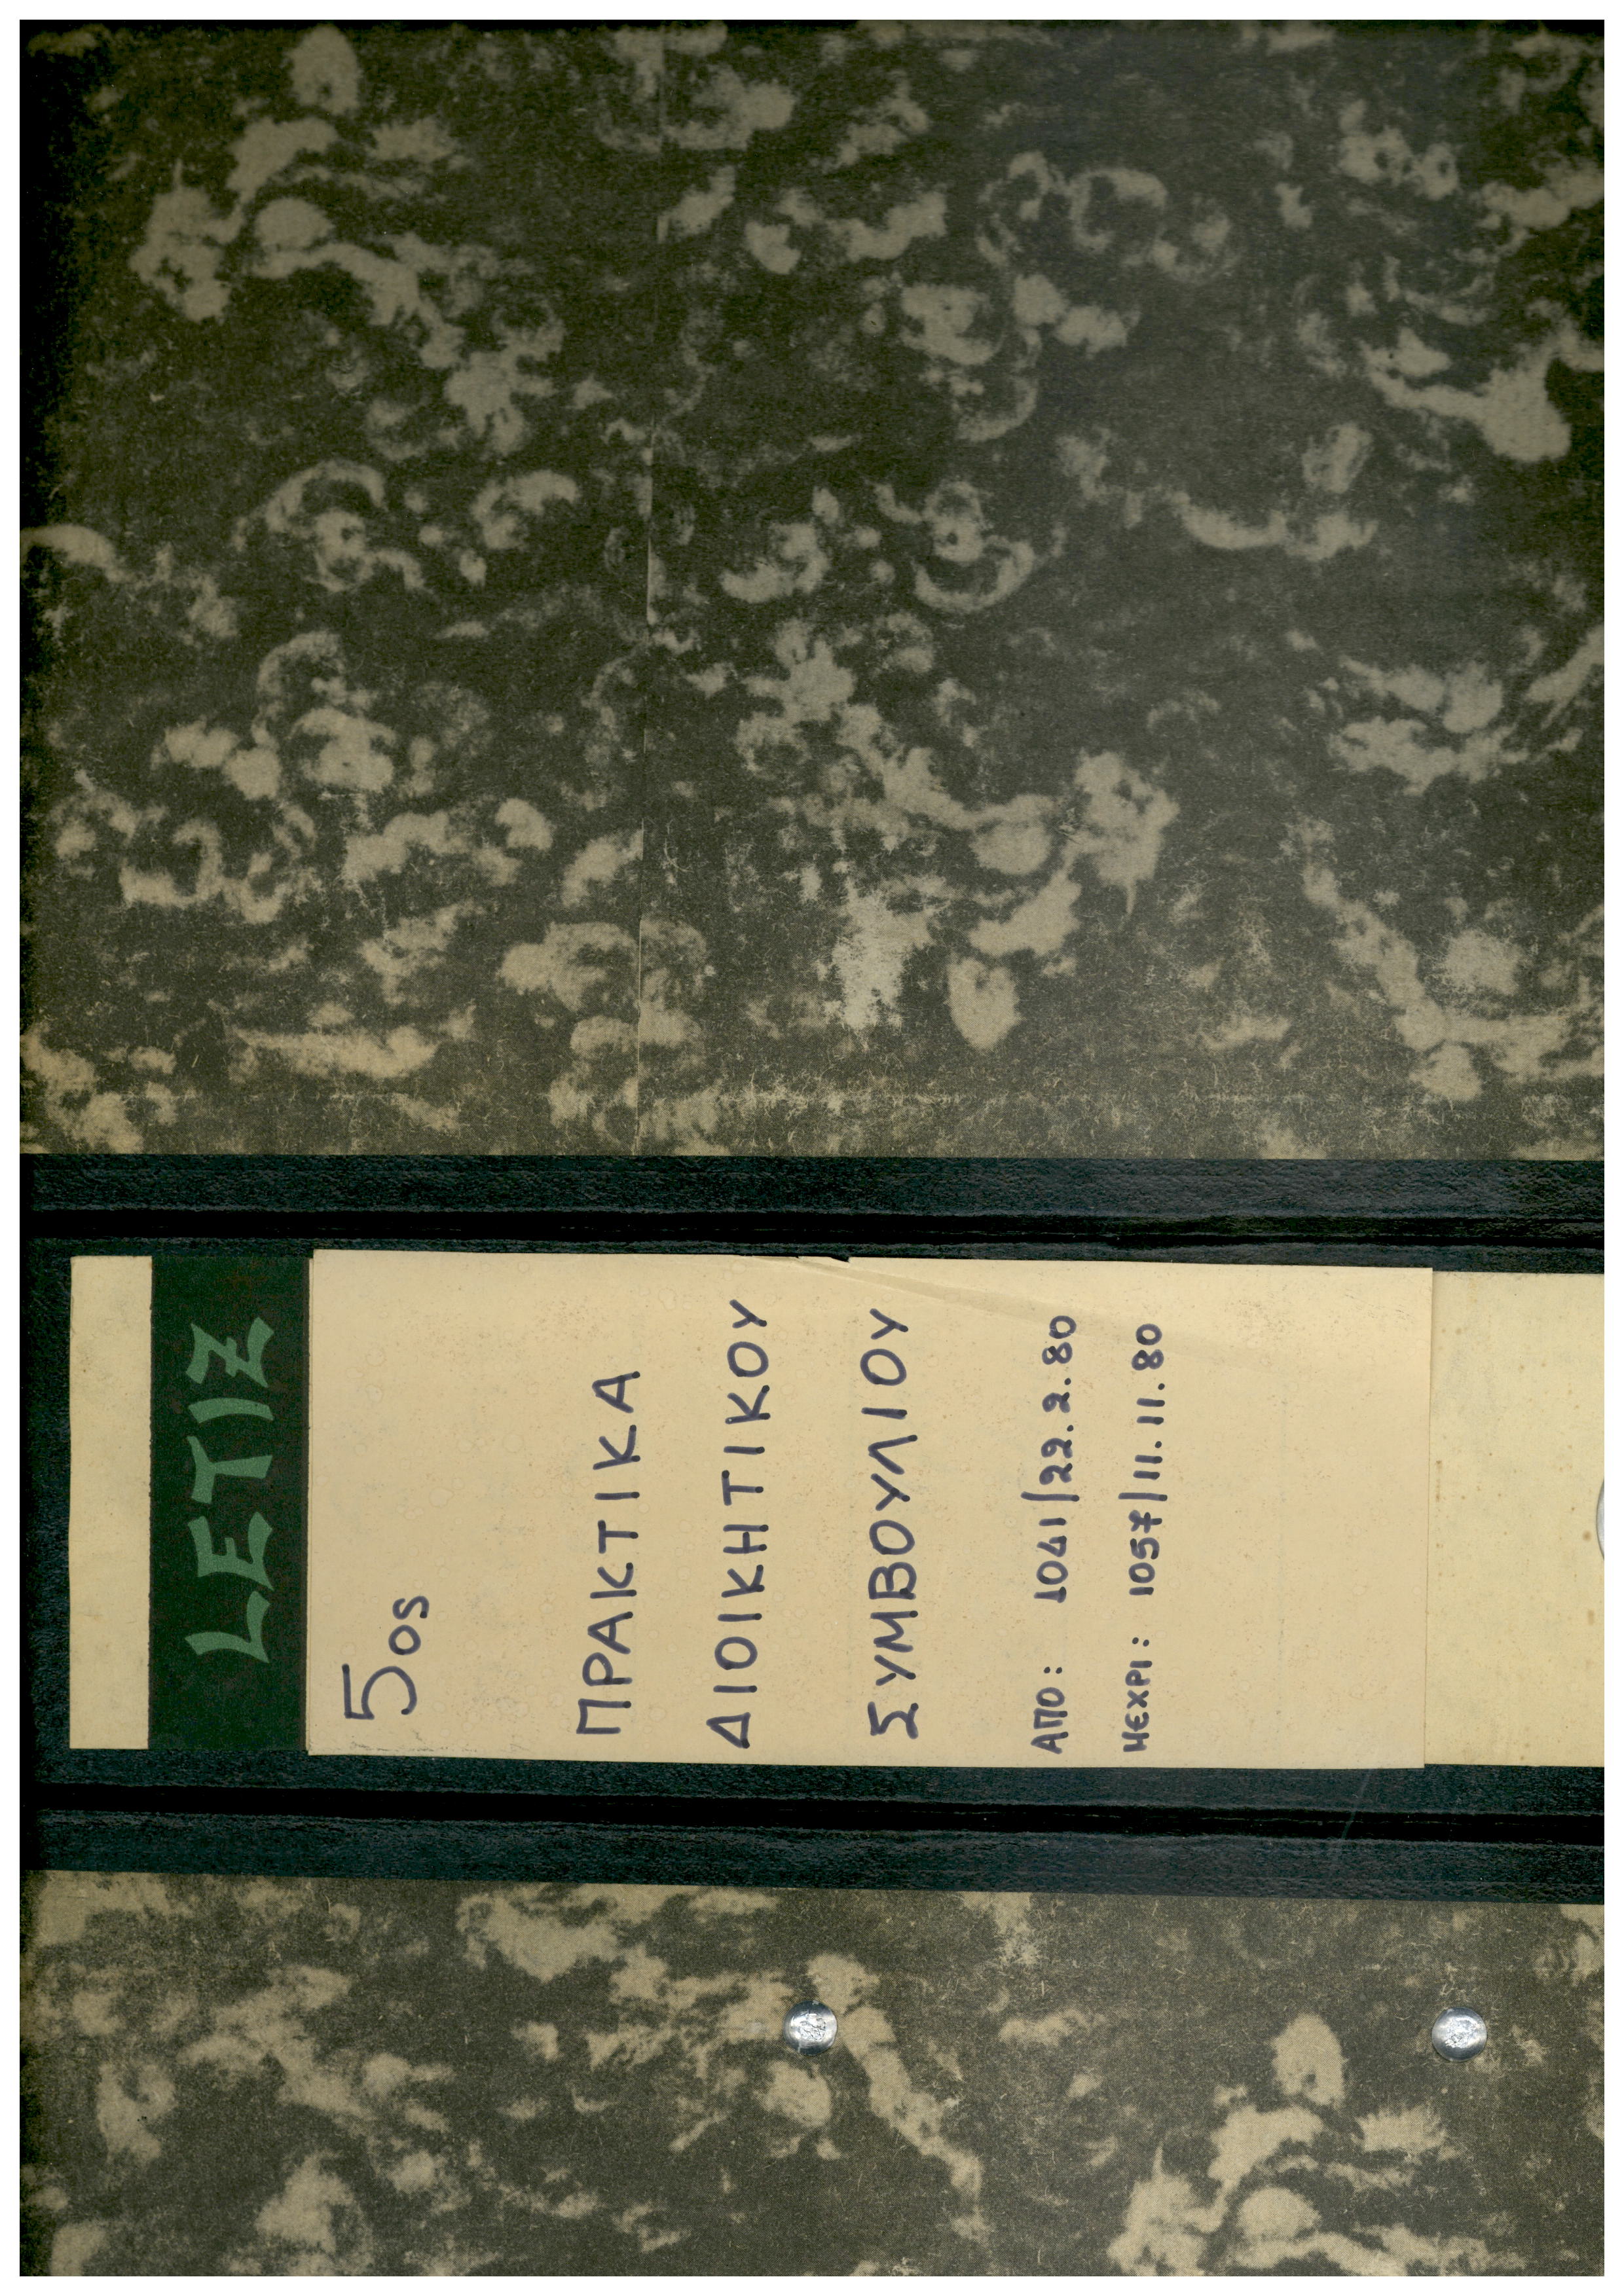 LETIZ
5ος
ΠΡΑΚΤΙΚΑ
ΔΙΟΙΚΗΤΙΚΟΥ
ΣΥΜΒΟΥΛΙΟΥ
ΑΠΟ: 1041/22.2.80
ΜΕΧΡΙ: 1057/11.11.80